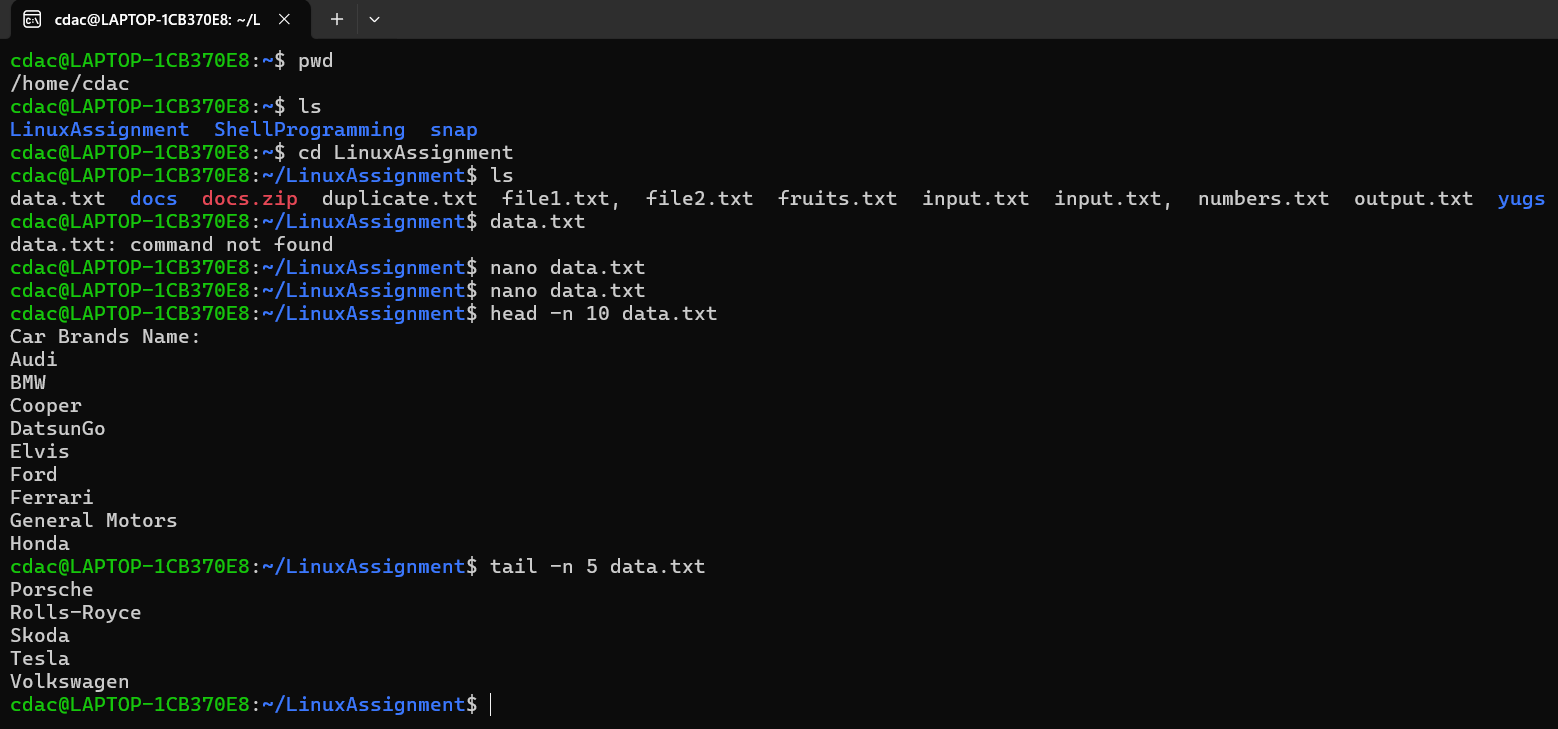 cdac@LAPTOP-1CB370E8: ~/L
cdac@LAPTOP-1CB370E8:~$ pwd
/home/cdac
cdac@LAPTOP-1CB370E8:~$ ls
LinuxAssignment  ShellProgramming  snap
cdac@LAPTOP-1CB370E8:~$ cd LinuxAssignment
cdac@LAPTOP-1CB370E8:~/LinuxAssignment$ ls
data.txt  docs  docs.zip  duplicate.txt  file1.txt,  file2.txt  fruits.txt  input.txt  input.txt,  numbers.txt  output.txt  yugs
cdac@LAPTOP-1CB370E8:~/LinuxAssignment$ data.txt
data.txt: command not found
cdac@LAPTOP-1CB370E8:~/LinuxAssignment$ nano data.txt
cdac@LAPTOP-1CB370E8:~/LinuxAssignment$ nano data.txt
cdac@LAPTOP-1CB370E8:~/LinuxAssignment$ head -n 10 data.txt
Car Brands Name:
Audi
BMW
Cooper
DatsunGo
Elvis
Ford
Ferrari
General Motors
Honda
cdac@LAPTOP-1CB370E8:~/LinuxAssignment$ tail -n 5 data.txt
Porsche
Rolls-Royce
Skoda
Tesla
Volkswagen
cdac@LAPTOP-1CB370E8:~/LinuxAssignment$